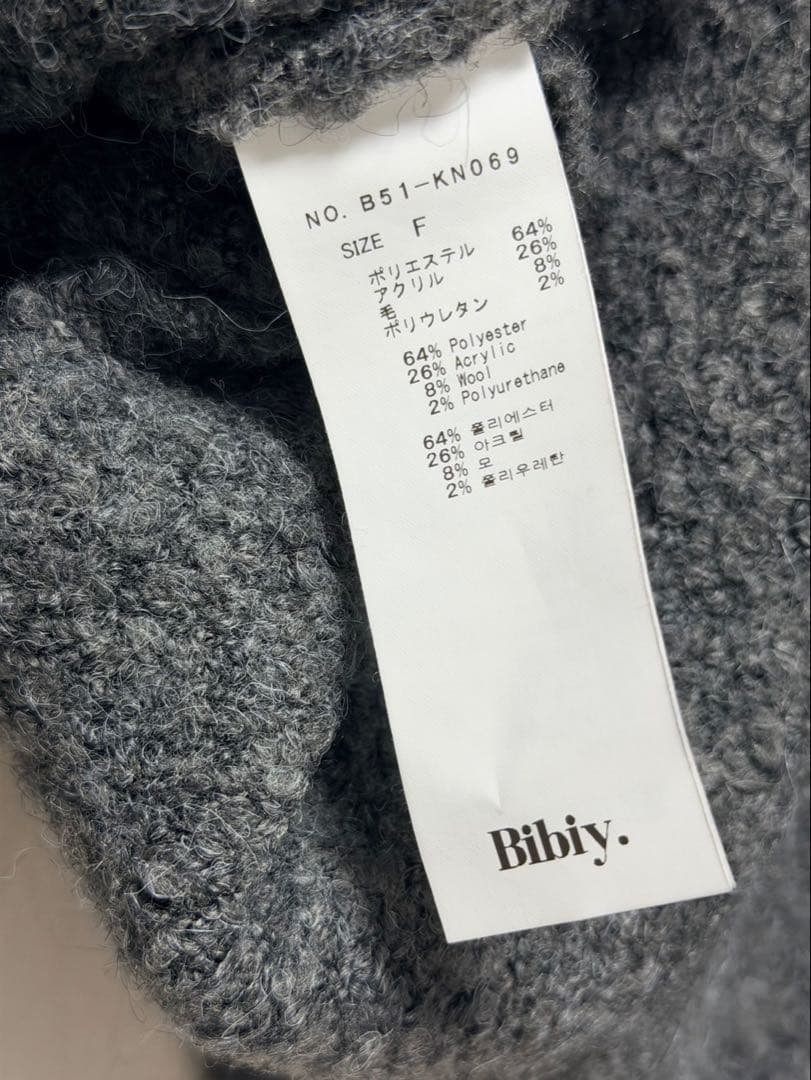 NO. B51-KN069
SIZE F
ポリエステル 64%
アクリル 26%
毛 8%
ポリウレタン 2%
64% Polyester
26% Acrylic
8% Wool
2% Polyurethane
64% 폴리에스터
26% 아크릴
8% 모
2% 폴리우레탄
Bibiy.